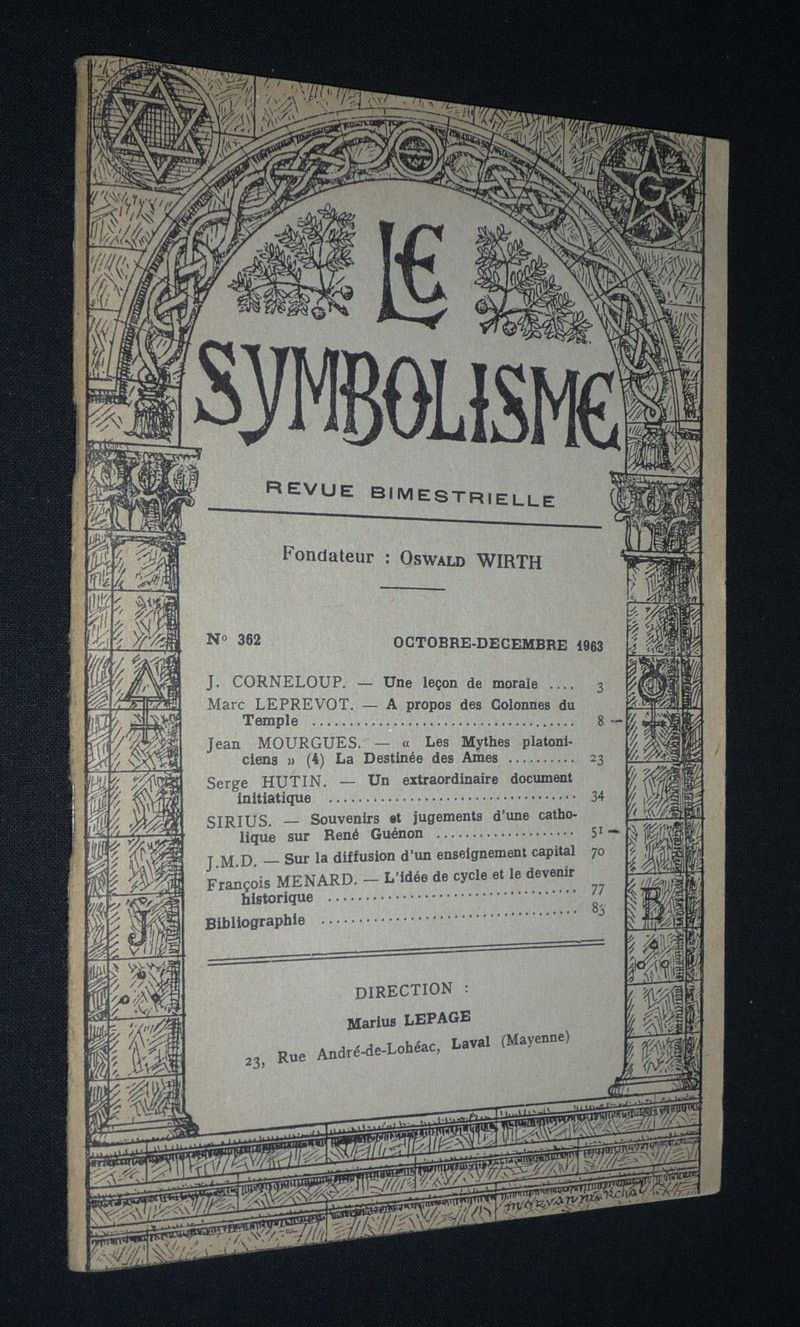 G
LE
SYMBOLISME
REVUE BIMESTRIELLE
Fondateur : OSWALD WIRTH
N° 362 OCTOBRE-DECEMBRE 1963
J. CORNELOUP. — Une leçon de morale .... 3
Marc LEPREVOT. — A propos des Colonnes du
Temple .................................. 8
Jean MOURGUES. — « Les Mythes platoni-
ciens » (4) La Destinée des Ames .......... 23
Serge HUTIN. — Un extraordinaire document
initiatique .................................. 34
SIRIUS. — Souvenirs et jugements d'une catho-
lique sur René Guénon .................... 51
J.M.D. — Sur la diffusion d'un enseignement capital 70
François MENARD. — L'idée de cycle et le devenir
historique .................................. 77
Bibliographie .................................. 83
J
B
DIRECTION :
Marius LEPAGE
23, Rue André-de-Lohéac, Laval (Mayenne)
MORVAN MARCHAL